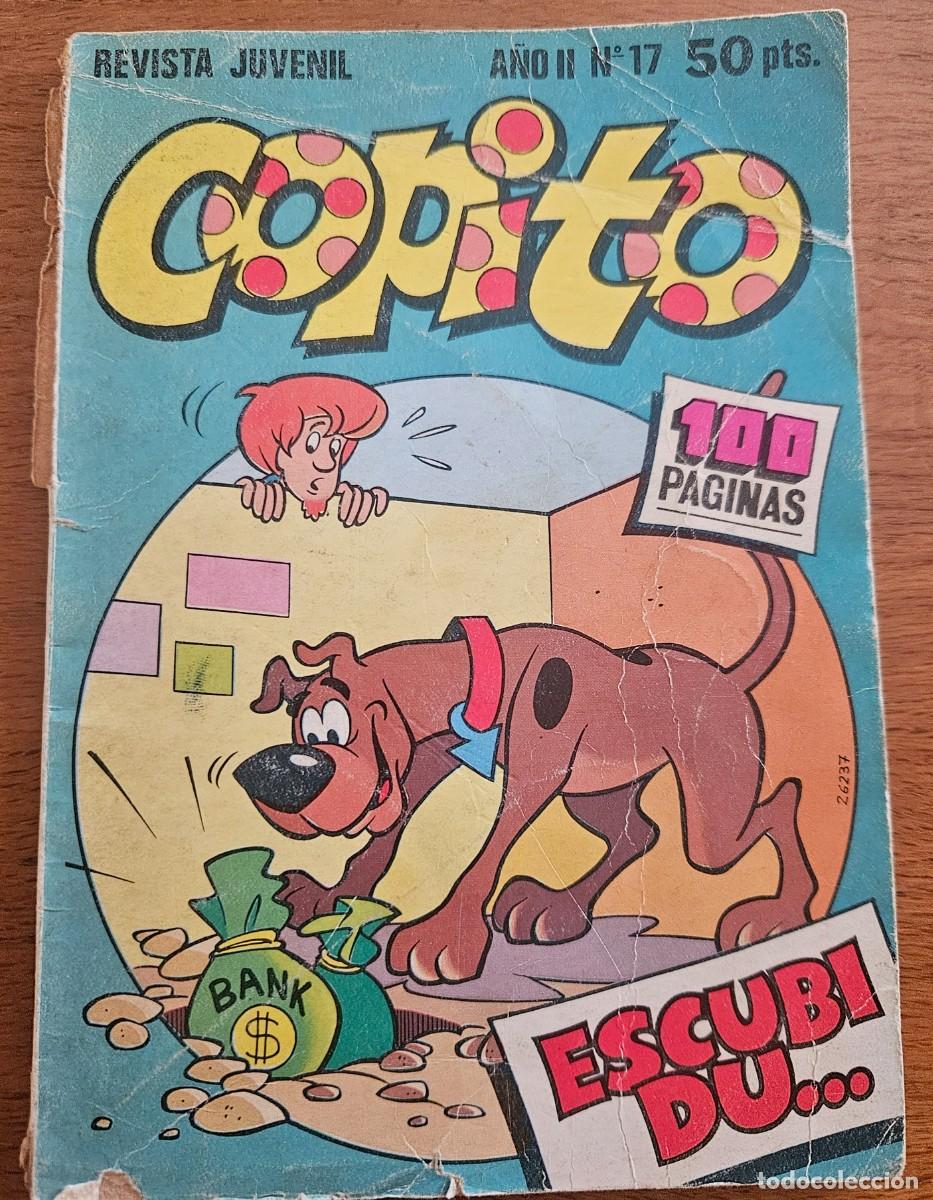 REVISTA JUVENIL AÑO II Nº 17 50 pts.
copito
100
PAGINAS
26237
BANK
$
ESCUBI
DU...
todocoleccion